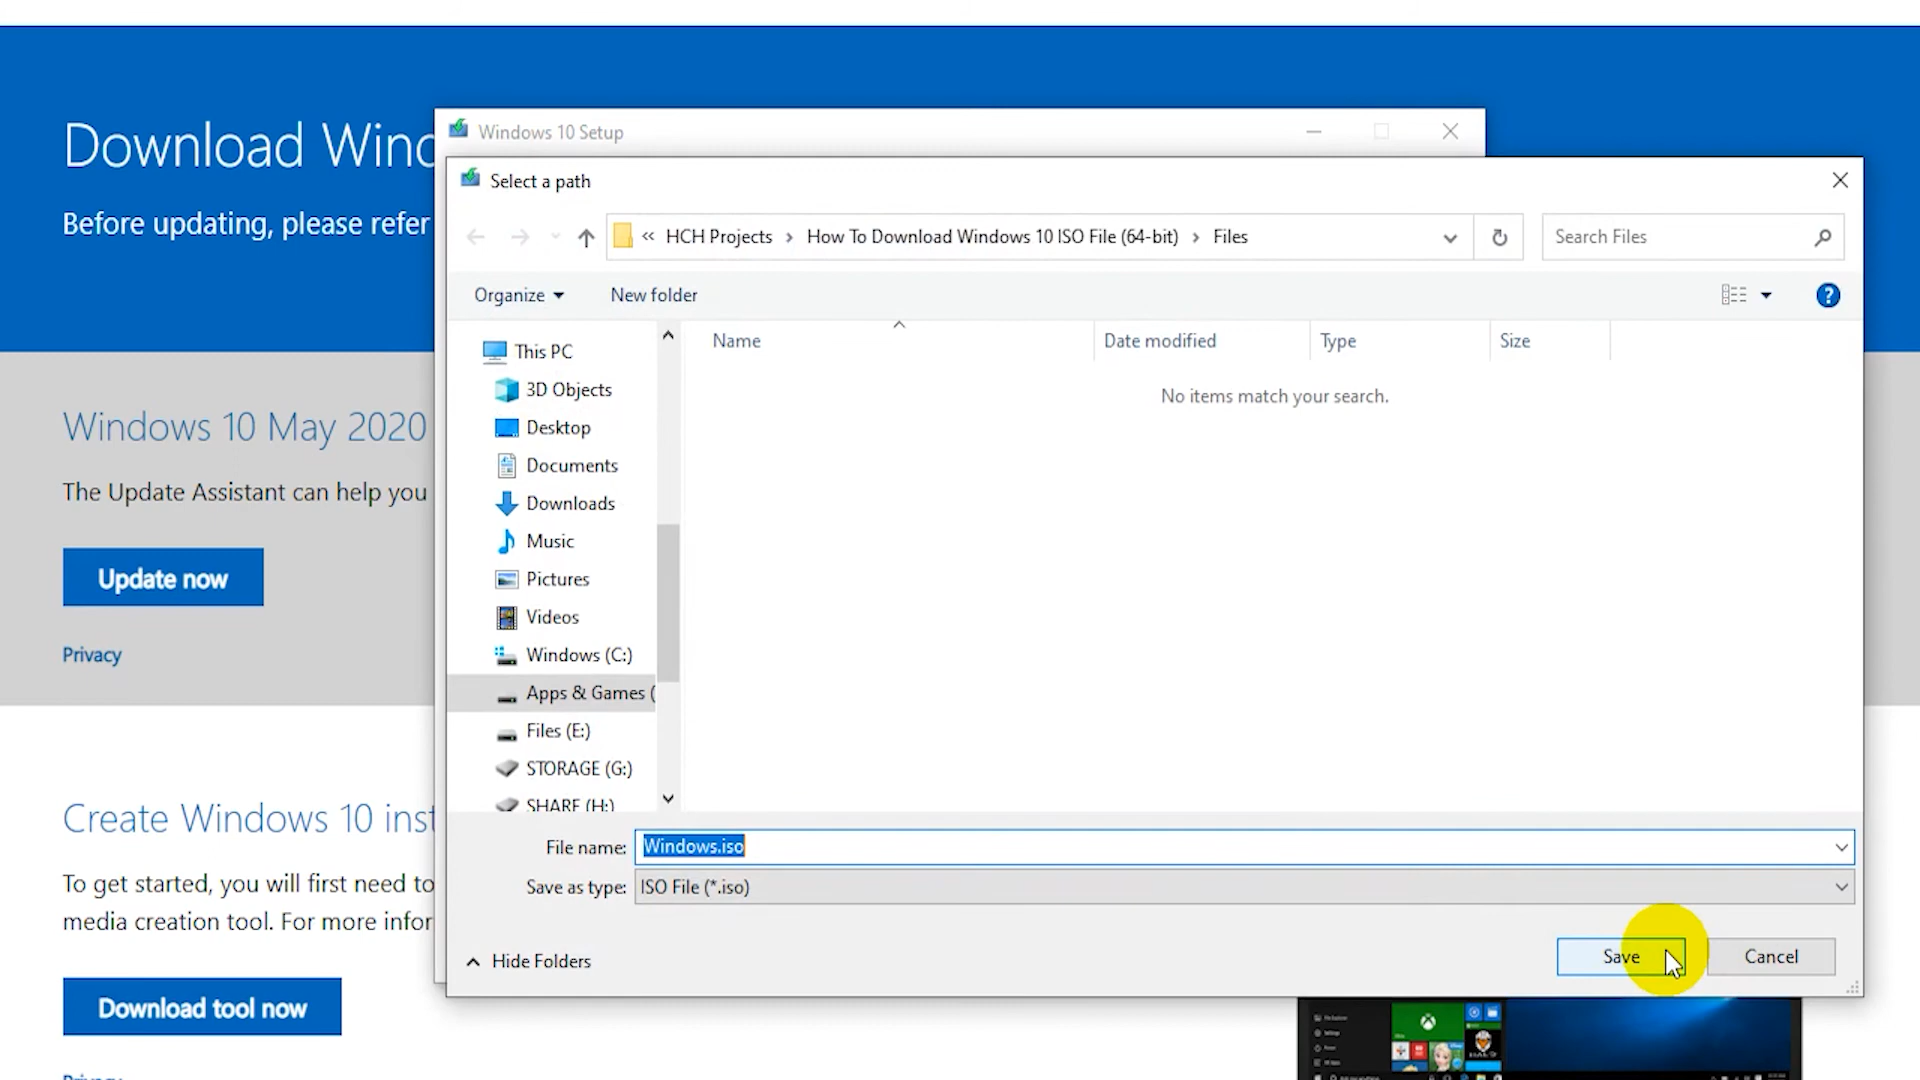 Download Wind
Before updating, please refer
Windows 10 Setup
Select a path
« HCH Projects > How To Download Windows 10 ISO File (64-bit) > Files
Search Files
Organize
New folder
?
Name
Date modified
Type
Size
No items match your search.
This PC
3D Objects
Desktop
Documents
Downloads
Music
Pictures
Videos
Windows (C:)
Apps & Games (
Files (E:)
STORAGE (G:)
SHARE (H:)
File name: Windows.iso
Save as type: ISO File (*.iso)
Hide Folders
Save
Cancel
Windows 10 May 2020
The Update Assistant can help you
Update now
Privacy
Create Windows 10 inst
To get started, you will first need to
media creation tool. For more infor
Download tool now
Privacy